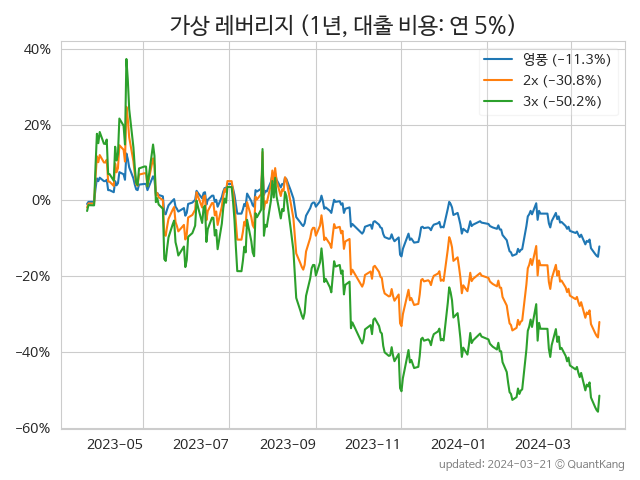 가상 레버리지 (1년, 대출 비용: 연 5%)
영풍 (−11.3%)
2x (−30.8%)
3x (−50.2%)
40%
20%
0%
−20%
−40%
−60%
2023-05 2023-07 2023-09 2023-11 2024-01 2024-03
updated: 2024-03-21 © QuantKang